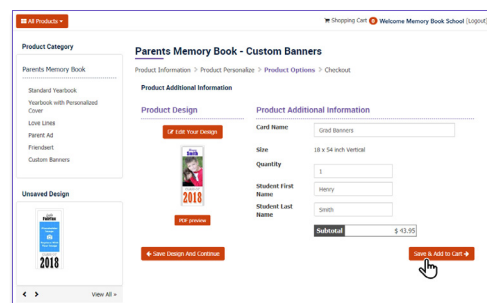 All Products
Shopping Cart 0 Welcome Memory Book School [Logout]
Product Category
Parents Memory Book
Standard Yearbook
Yearbook with Personalized Cover
Love Lines
Parent Ad
Friendsert
Custom Banners
Unsaved Design
2018
View All »
Parents Memory Book - Custom Banners
Product Information > Product Personalize > Product Options > Checkout
Product Additional Information
Product Design
Edit Your Design
Smith
2018
PDF preview
Save Design And Continue
Product Additional Information
Card Name Grad Banners
Size 18 x 54 inch Vertical
Quantity 1
Student First Name Henry
Student Last Name Smith
Subtotal $ 43.95
Save & Add to Cart